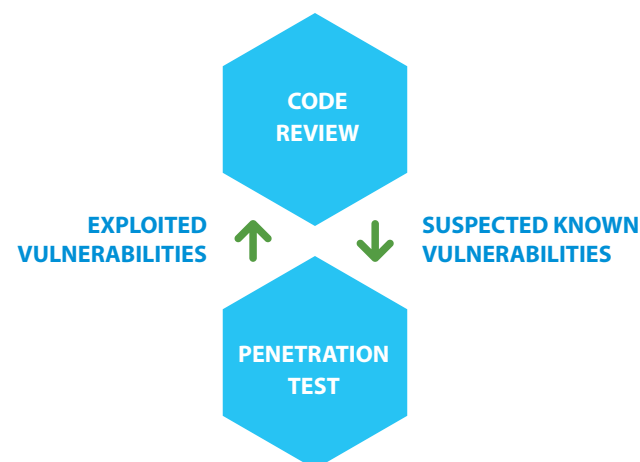 CODE
REVIEW
EXPLOITED
VULNERABILITIES
SUSPECTED KNOWN
VULNERABILITIES
PENETRATION
TEST